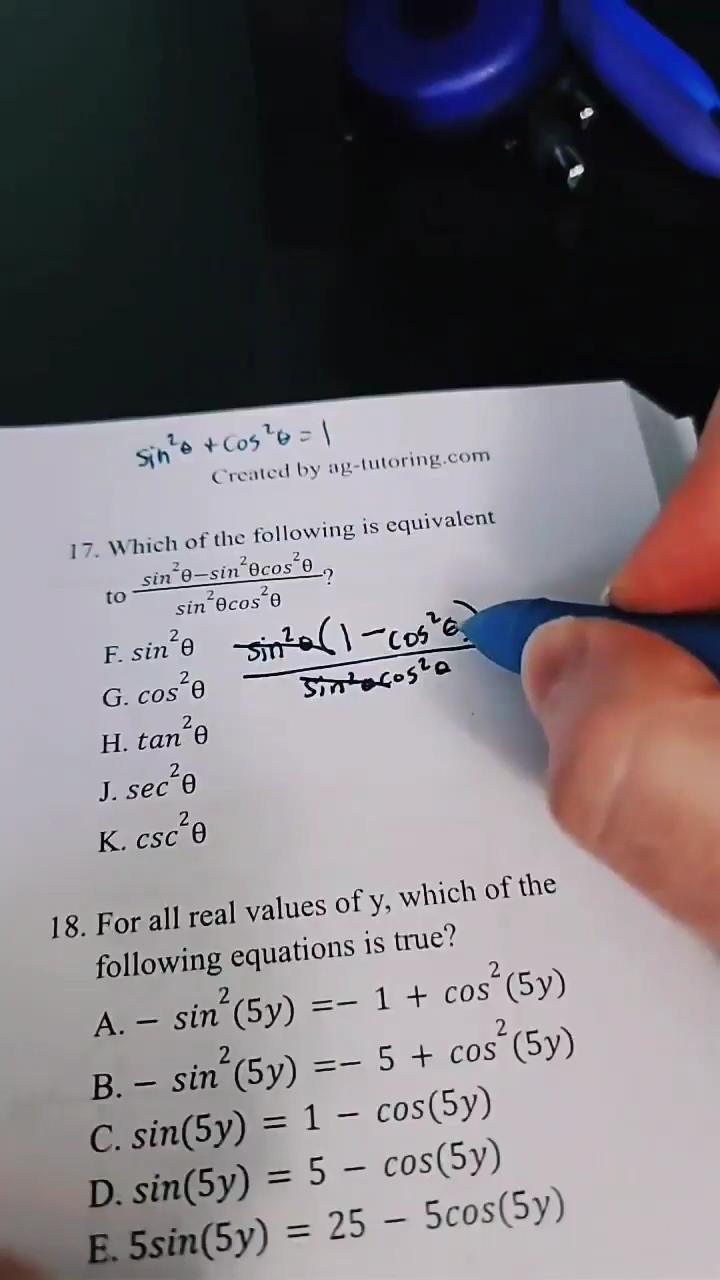 sin²θ + cos²θ = 1
Created by ag-tutoring.com
17. Which of the following is equivalent
to (sin²θ−sin²θcos²θ)/(sin²θcos²θ) ?
F. sin²θ
sin²θ(1 − cos²θ)
sin²θcos²θ
G. cos²θ
H. tan²θ
J. sec²θ
K. csc²θ
18. For all real values of y, which of the
following equations is true?
A. − sin²(5y) =− 1 + cos²(5y)
B. − sin²(5y) =− 5 + cos²(5y)
C. sin(5y) = 1 − cos(5y)
D. sin(5y) = 5 − cos(5y)
E. 5sin(5y) = 25 − 5cos(5y)